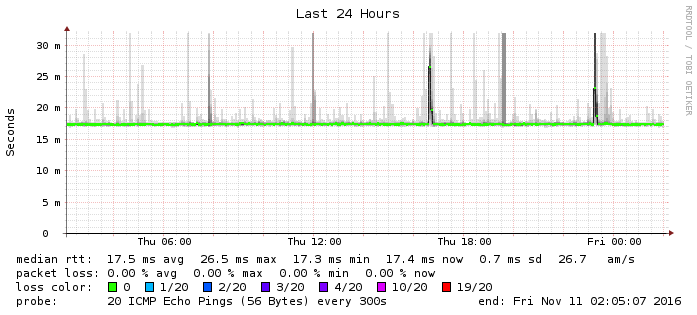 Last 24 Hours
RRDTOOL / TOBI OETIKER
Seconds
30 m
25 m
20 m
15 m
10 m
5 m
0
Thu 06:00 Thu 12:00 Thu 18:00 Fri 00:00
median rtt: 17.5 ms avg 26.5 ms max 17.3 ms min 17.4 ms now 0.7 ms sd 26.7 am/s
packet loss: 0.00 % avg 0.00 % max 0.00 % min 0.00 % now
loss color: 0 1/20 2/20 3/20 4/20 10/20 19/20
probe: 20 ICMP Echo Pings (56 Bytes) every 300s end: Fri Nov 11 02:05:07 2016